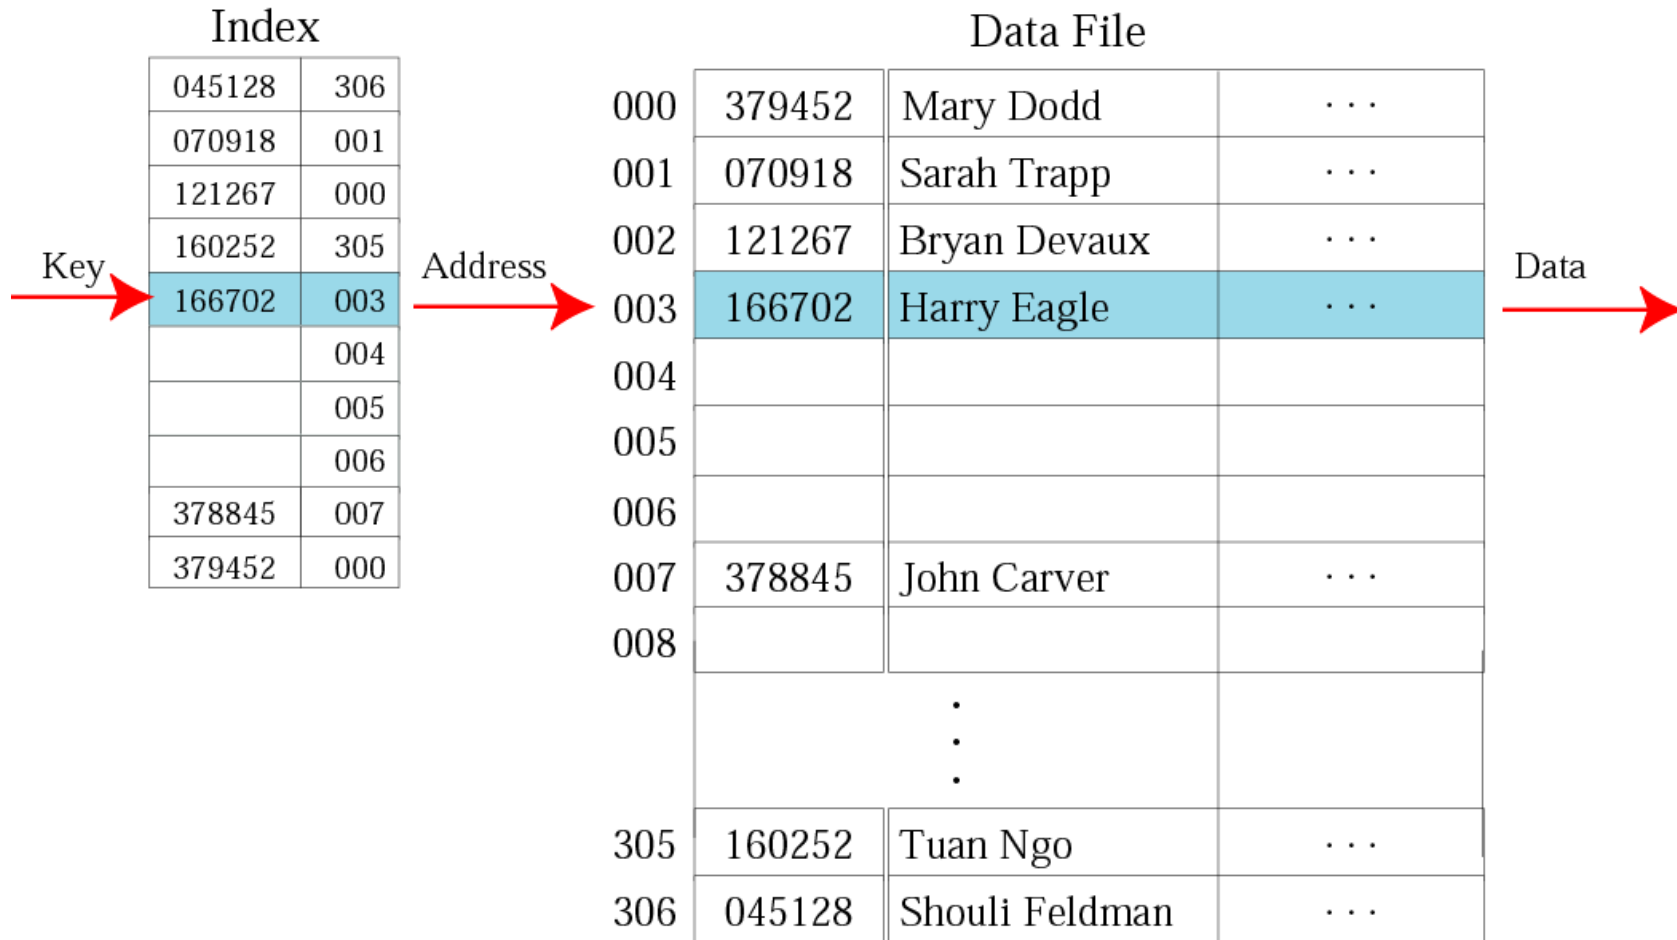 Index
045128 306
070918 001
121267 000
160252 305
166702 003
004
005
006
378845 007
379452 000
Key
Address
Data File
000 379452 Mary Dodd . . .
001 070918 Sarah Trapp . . .
002 121267 Bryan Devaux . . .
003 166702 Harry Eagle . . .
004
005
006
007 378845 John Carver . . .
008
.
.
.
305 160252 Tuan Ngo . . .
306 045128 Shouli Feldman . . .
Data